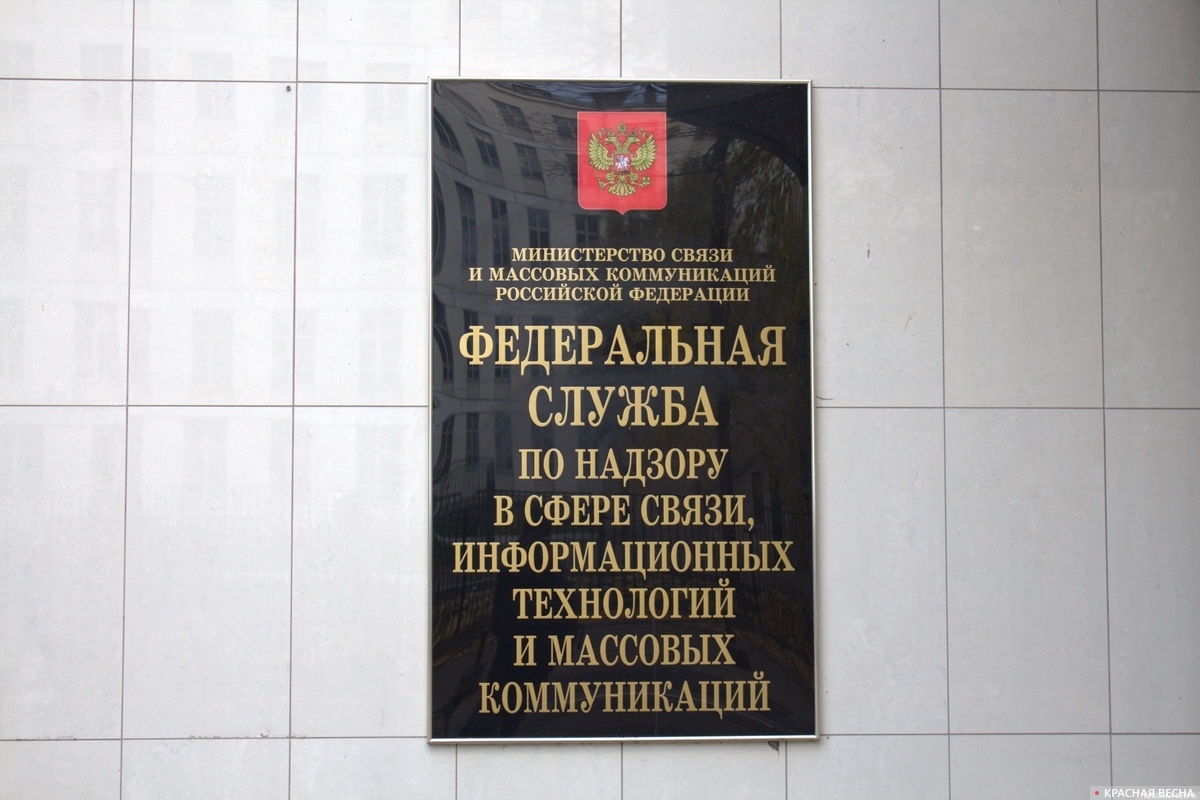 МИНИСТЕРСТВО СВЯЗИ
И МАССОВЫХ КОММУНИКАЦИЙ
РОССИЙСКОЙ ФЕДЕРАЦИИ
ФЕДЕРАЛЬНАЯ
СЛУЖБА
ПО НАДЗОРУ
В СФЕРЕ СВЯЗИ,
ИНФОРМАЦИОННЫХ
ТЕХНОЛОГИЙ
И МАССОВЫХ
КОММУНИКАЦИЙ
КРАСНАЯ ВЕСНА